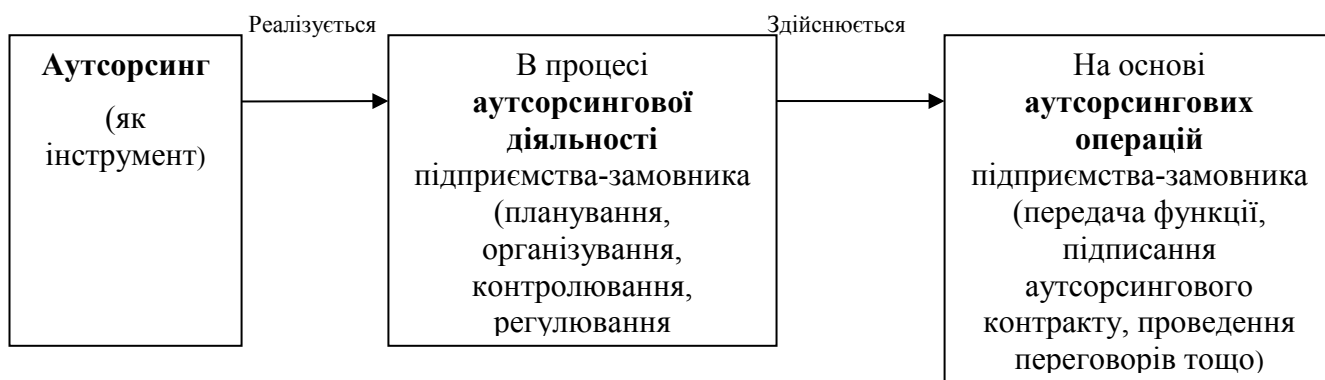 Реалізується
Здійснюється
Аутсорсинг
(як
інструмент)
В процесі
аутсорсингової
діяльності
підприємства-замовника
(планування,
організування,
контролювання,
регулювання
На основі
аутсорсингових
операцій
підприємства-замовника
(передача функції,
підписання
аутсорсингового
контракту, проведення
переговорів тощо)